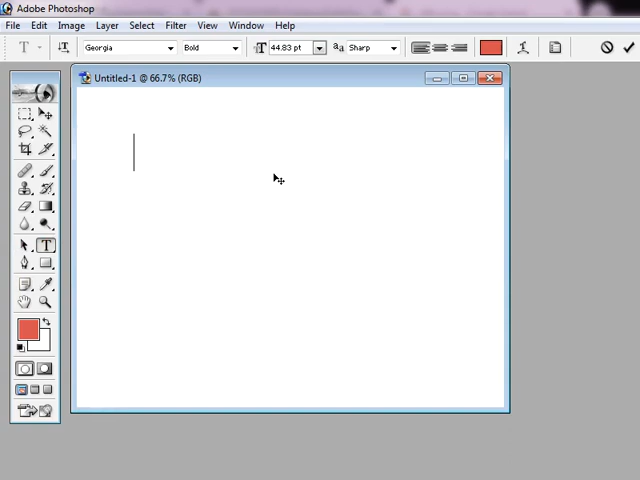 Adobe Photoshop
File Edit Image Layer Select Filter View Window Help
T T Georgia Bold T 44.83 pt aa Sharp
Untitled-1 @ 66.7% (RGB)
T